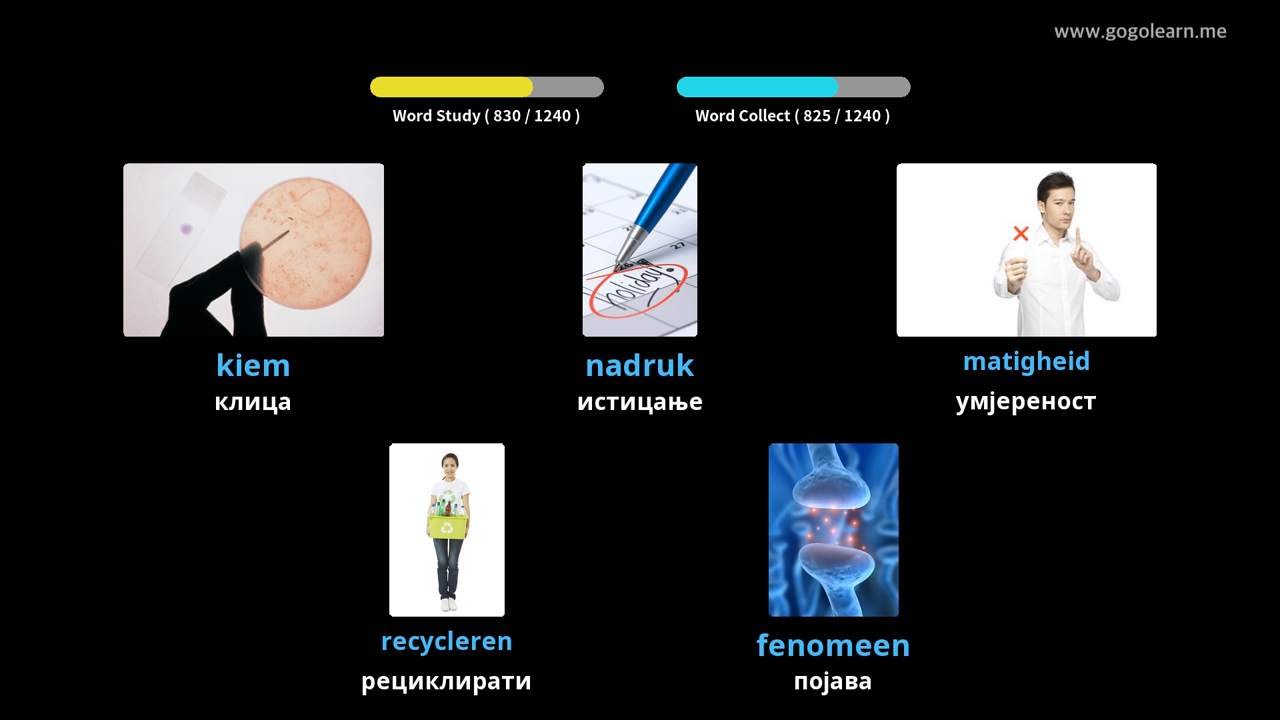 www.gogolearn.me
Word Study ( 830 / 1240 )
Word Collect ( 825 / 1240 )
27
holiday.
kiem
клица
nadruk
истицање
matigheid
умјереност
recycleren
рециклирати
fenomeen
појава